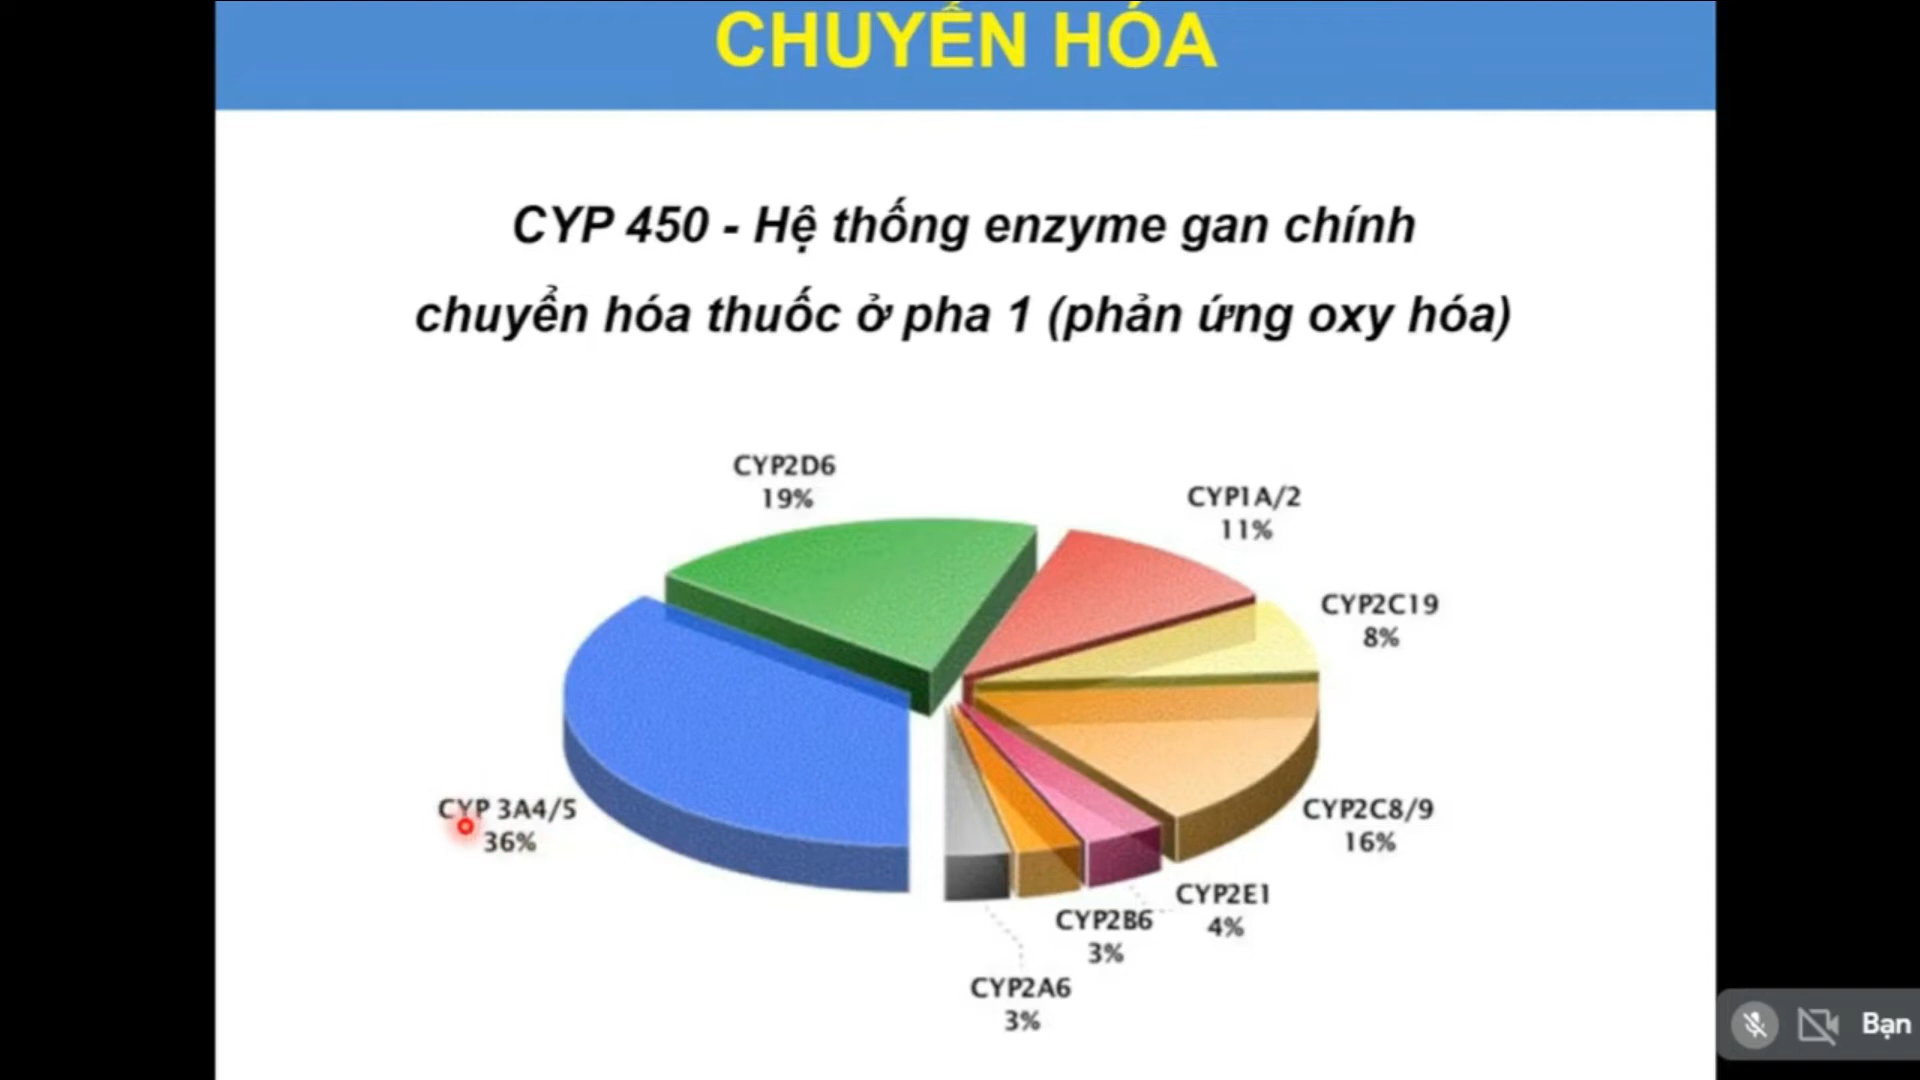 CHUYỂN HÓA
CYP 450 - Hệ thống enzyme gan chính
chuyển hóa thuốc ở pha 1 (phản ứng oxy hóa)
CYP2D6
19%
CYP1A/2
11%
CYP2C19
8%
CYP 3A4/5
36%
CYP2C8/9
16%
CYP2E1
4%
CYP2B6
3%
CYP2A6
3%
Bạn